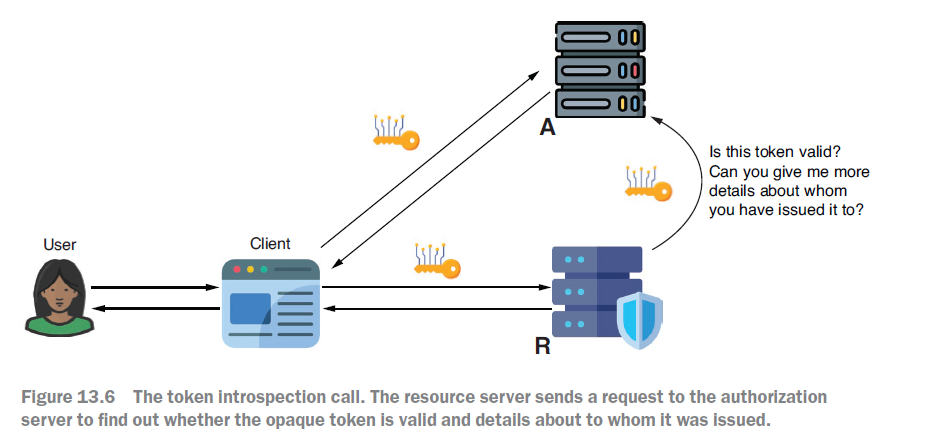 A
Is this token valid?
Can you give me more
details about whom
you have issued it to?
User
Client
R
Figure 13.6 The token introspection call. The resource server sends a request to the authorization
server to find out whether the opaque token is valid and details about to whom it was issued.